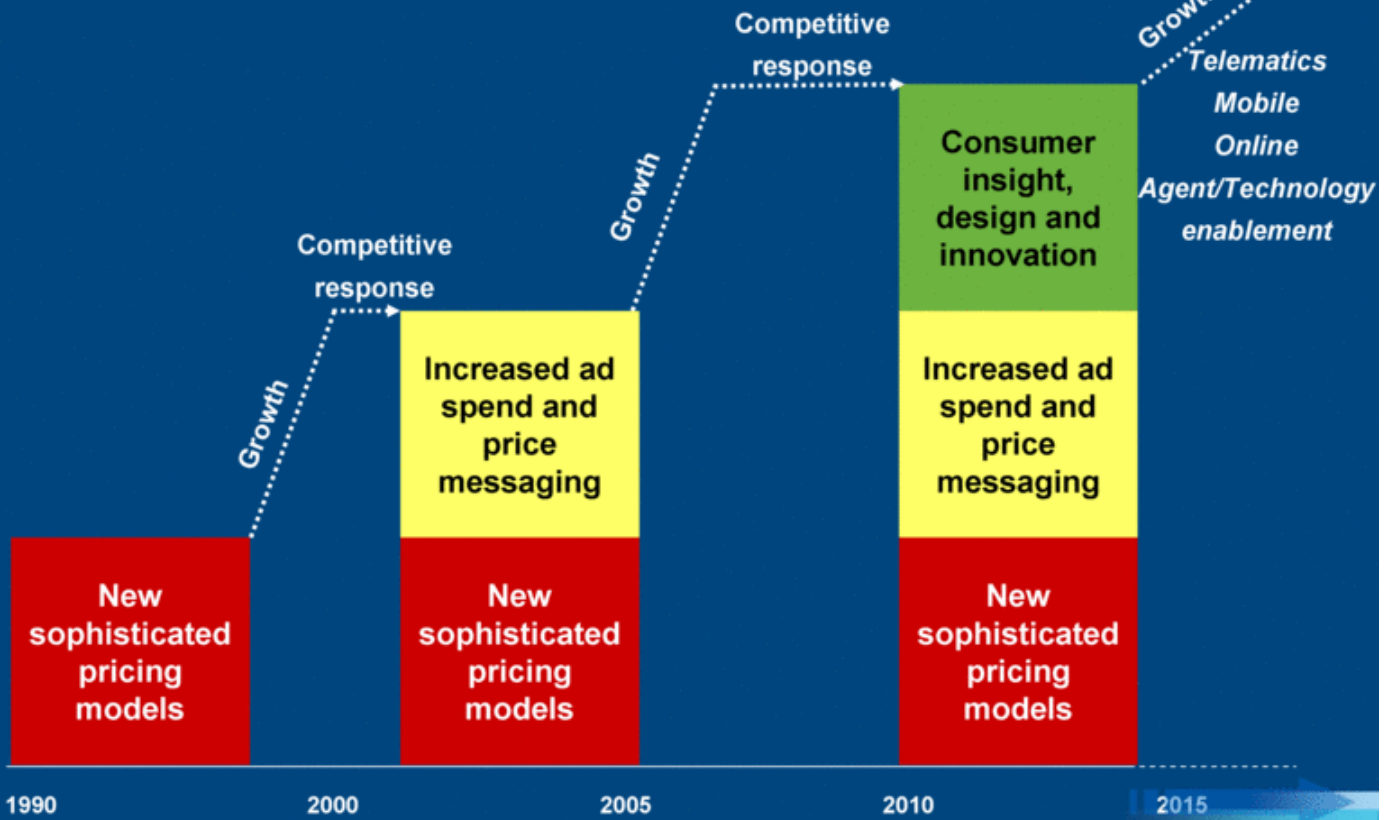 Competitive
response
Growth
Telematics
Mobile
Online
Agent/Technology
enablement
Consumer
insight,
design and
innovation
Growth
Competitive
response
Growth
Increased ad
spend and
price
messaging
Increased ad
spend and
price
messaging
New
sophisticated
pricing
models
New
sophisticated
pricing
models
New
sophisticated
pricing
models
1990 2000 2005 2010 2015